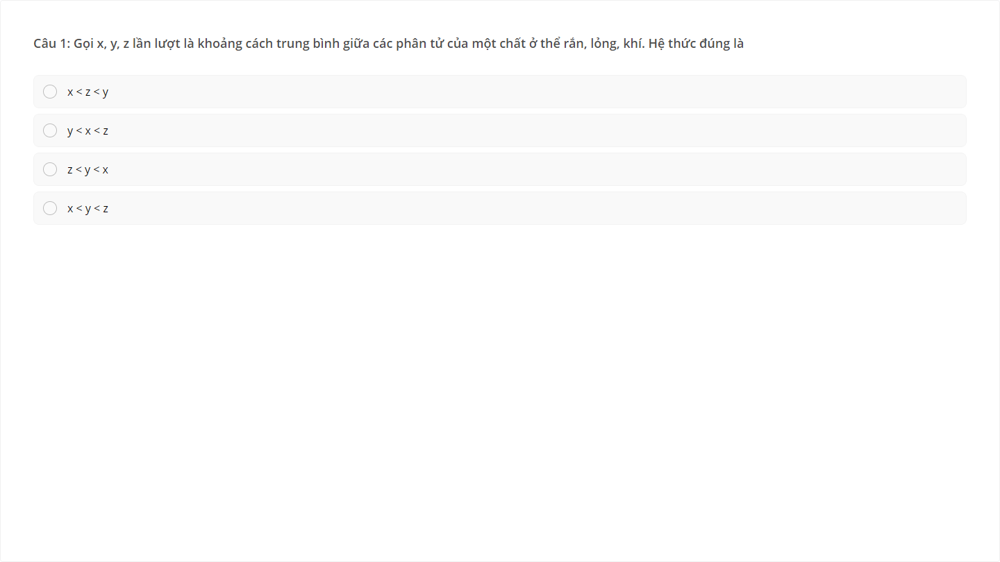 Câu 1: Gọi x, y, z lần lượt là khoảng cách trung bình giữa các phân tử của một chất ở thể rắn, lỏng, khí. Hệ thức đúng là
x < z < y
y < x < z
z < y < x
x < y < z